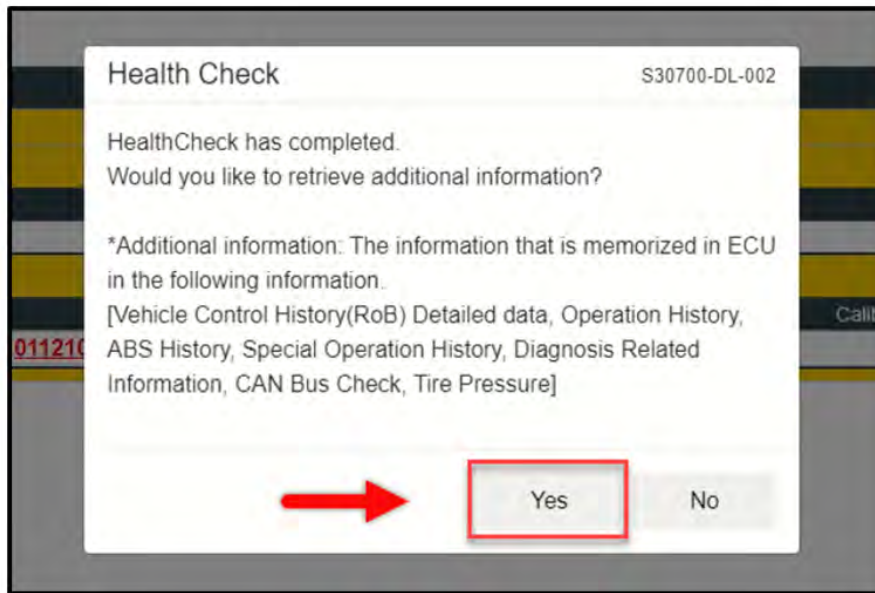 Health Check
S30700-DL-002
HealthCheck has completed.
Would you like to retrieve additional information?
*Additional information: The information that is memorized in ECU
in the following information.
[Vehicle Control History(RoB) Detailed data, Operation History,
ABS History, Special Operation History, Diagnosis Related
Information, CAN Bus Check, Tire Pressure]
Yes
No